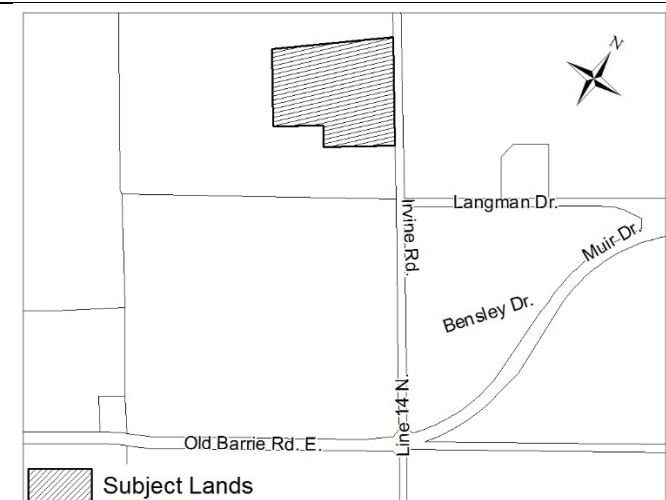 N
Langman Dr.
Irvine Rd.
Muir Dr.
Bensley Dr.
Line 14 N.
Old Barrie Rd. E.
Subject Lands